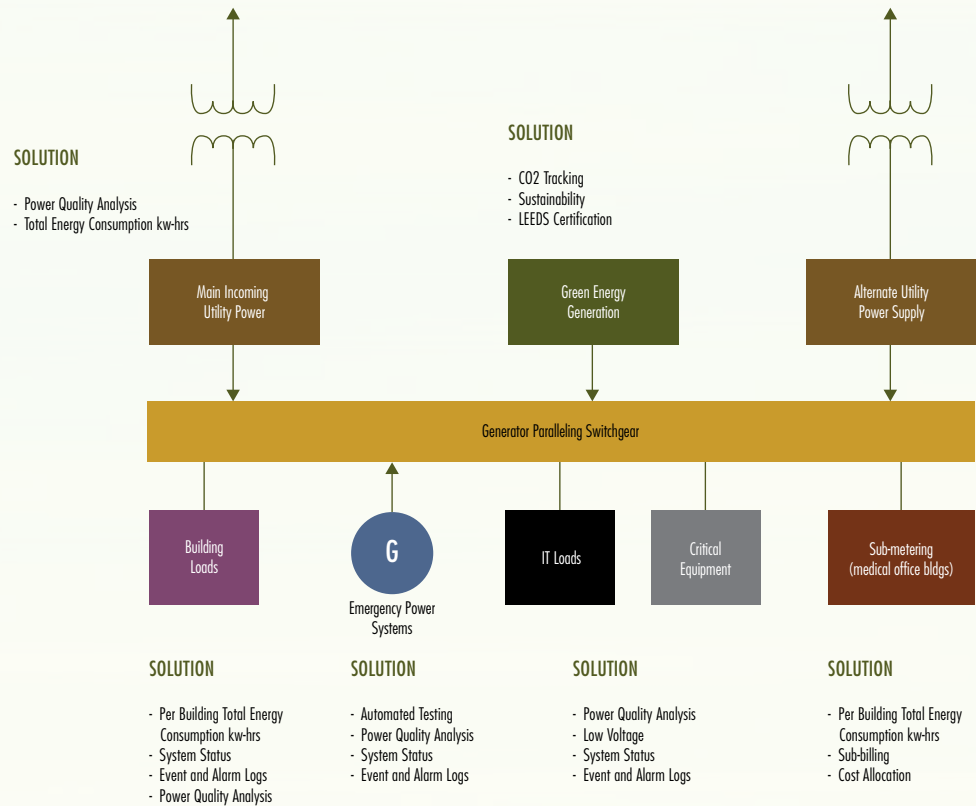 SOLUTION
- Power Quality Analysis
- Total Energy Consumption kw-hrs
SOLUTION
- CO2 Tracking
- Sustainability
- LEEDS Certification
Main Incoming
Utility Power
Green Energy
Generation
Alternate Utility
Power Supply
Generator Paralleling Switchgear
Building
Loads
G
Emergency Power
Systems
IT Loads
Critical
Equipment
Sub-metering
(medical office bldgs)
SOLUTION
- Per Building Total Energy
Consumption kw-hrs
- System Status
- Event and Alarm Logs
- Power Quality Analysis
SOLUTION
- Automated Testing
- Power Quality Analysis
- System Status
- Event and Alarm Logs
SOLUTION
- Power Quality Analysis
- Low Voltage
- System Status
- Event and Alarm Logs
SOLUTION
- Per Building Total Energy
Consumption kw-hrs
- Sub-billing
- Cost Allocation